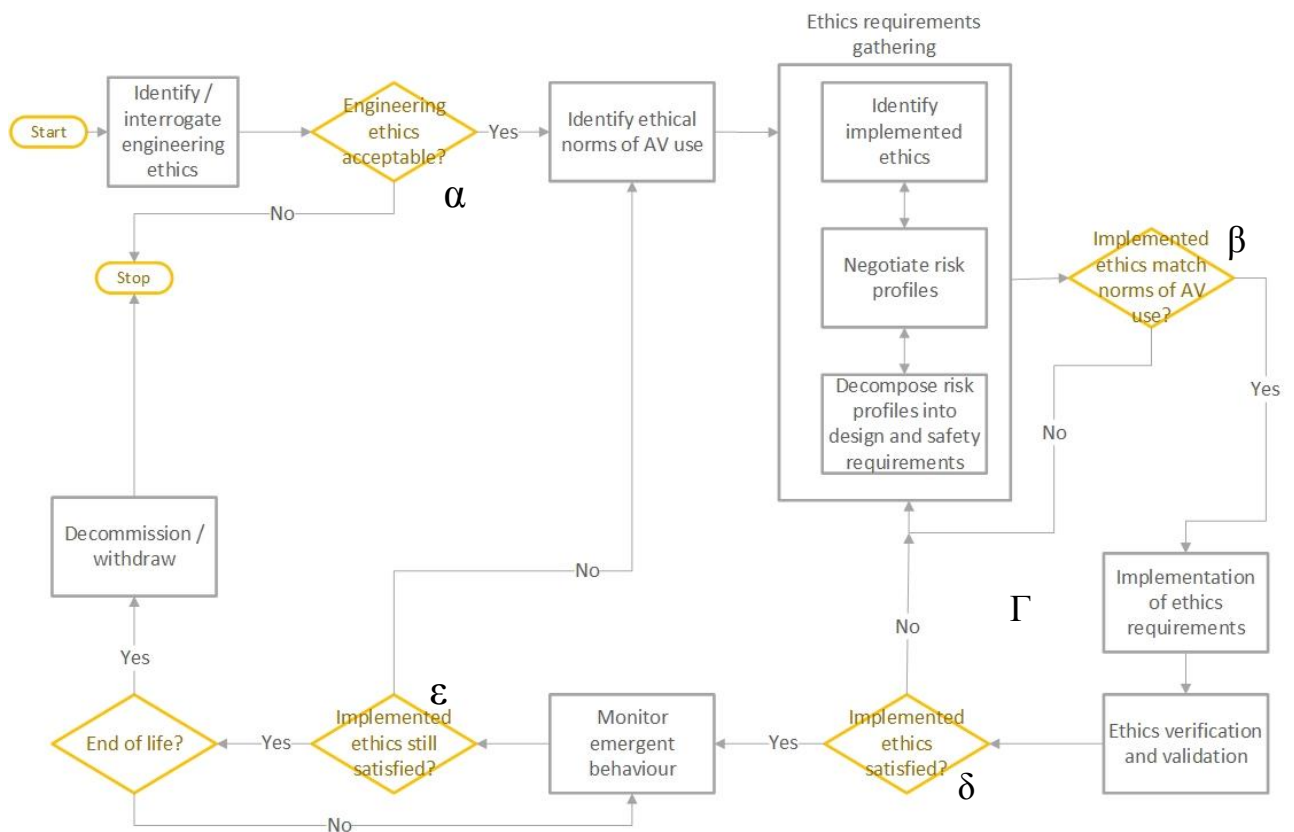 Ethics requirements
gathering
Start
Identify /
interrogate
engineering
ethics
Engineering
ethics
acceptable?
α
Yes
No
Stop
Identify ethical
norms of AV use
Identify
implemented
ethics
Negotiate risk
profiles
Decompose risk
profiles into
design and safety
requirements
Implemented
ethics match
norms of AV
use?
β
Yes
No
Implementation
of ethics
requirements
Γ
Ethics verification
and validation
Implemented
ethics
satisfied?
δ
No
Yes
Monitor
emergent
behaviour
Implemented
ethics still
satisfied?
ε
No
Yes
End of life?
No
Yes
Decommission /
withdraw